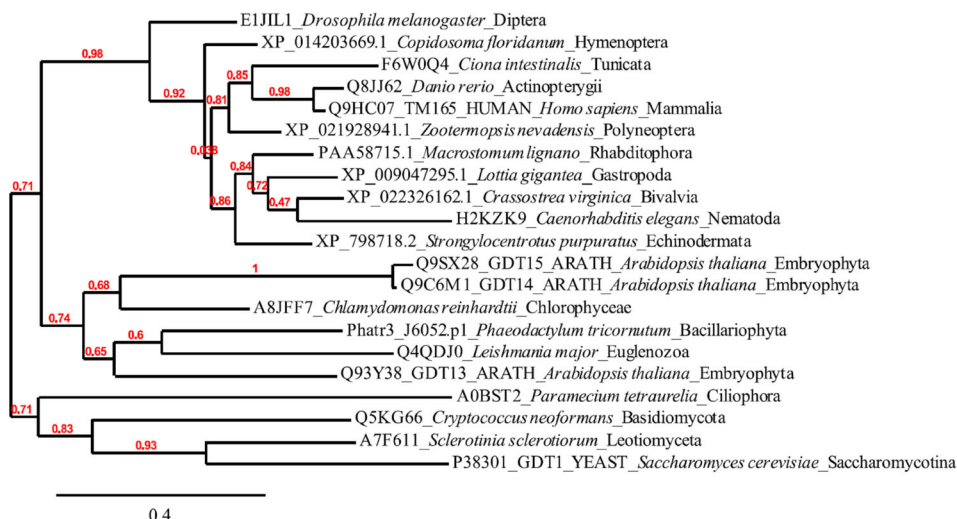 E1JIL1_Drosophila melanogaster_Diptera
0.98
XP_014203669.1_Copidosoma floridanum_Hymenoptera
F6W0Q4_Ciona intestinalis_Tunicata
0.85
0.98
Q8JJ62_Danio rerio_Actinopterygii
0.92
0.81
Q9HC07_TM165_HUMAN_Homo sapiens_Mammalia
XP_021928941.1_Zootermopsis nevadensis_Polyneoptera
0.038
PAA58715.1_Macrostomum lignano_Rhabditophora
0.84
XP_009047295.1_Lottia gigantea_Gastropoda
0.71
0.72
XP_022326162.1_Crassostrea virginica_Bivalvia
0.86
0.47
H2KZK9_Caenorhabditis elegans_Nematoda
XP_798718.2_Strongylocentrotus purpuratus_Echinodermata
1
Q9SX28_GDT15_ARATH_Arabidopsis thaliana_Embryophyta
0.68
Q9C6M1_GDT14_ARATH_Arabidopsis thaliana_Embryophyta
A8JFF7_Chlamydomonas reinhardtii_Chlorophyceae
0.74
0.6
Phatr3_J6052.p1_Phaeodactylum tricornutum_Bacillariophyta
0.65
Q4QDJ0_Leishmania major_Euglenozoa
Q93Y38_GDT13_ARATH_Arabidopsis thaliana_Embryophyta
A0BST2_Paramecium tetraurelia_Ciliophora
0.71
Q5KG66_Cryptococcus neoformans_Basidiomycota
0.83
A7F611_Sclerotinia sclerotiorum_Leotiomyceta
0.93
P38301_GDT1_YEAST_Saccharomyces cerevisiae_Saccharomycotina
0.4